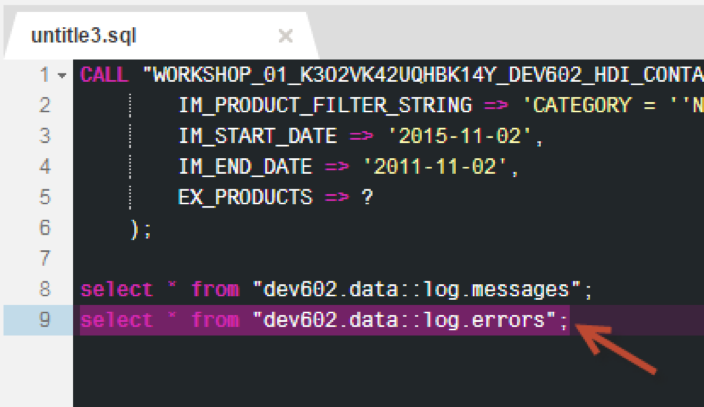 untitle3.sql ×
1 CALL "WORKSHOP_01_K3O2VK42UQHBK14Y_DEV602_HDI_CONTA
2 IM_PRODUCT_FILTER_STRING => 'CATEGORY = ''N
3 IM_START_DATE => '2015-11-02',
4 IM_END_DATE => '2011-11-02',
5 EX_PRODUCTS => ?
6 );
7
8 select * from "dev602.data::log.messages";
9 select * from "dev602.data::log.errors";